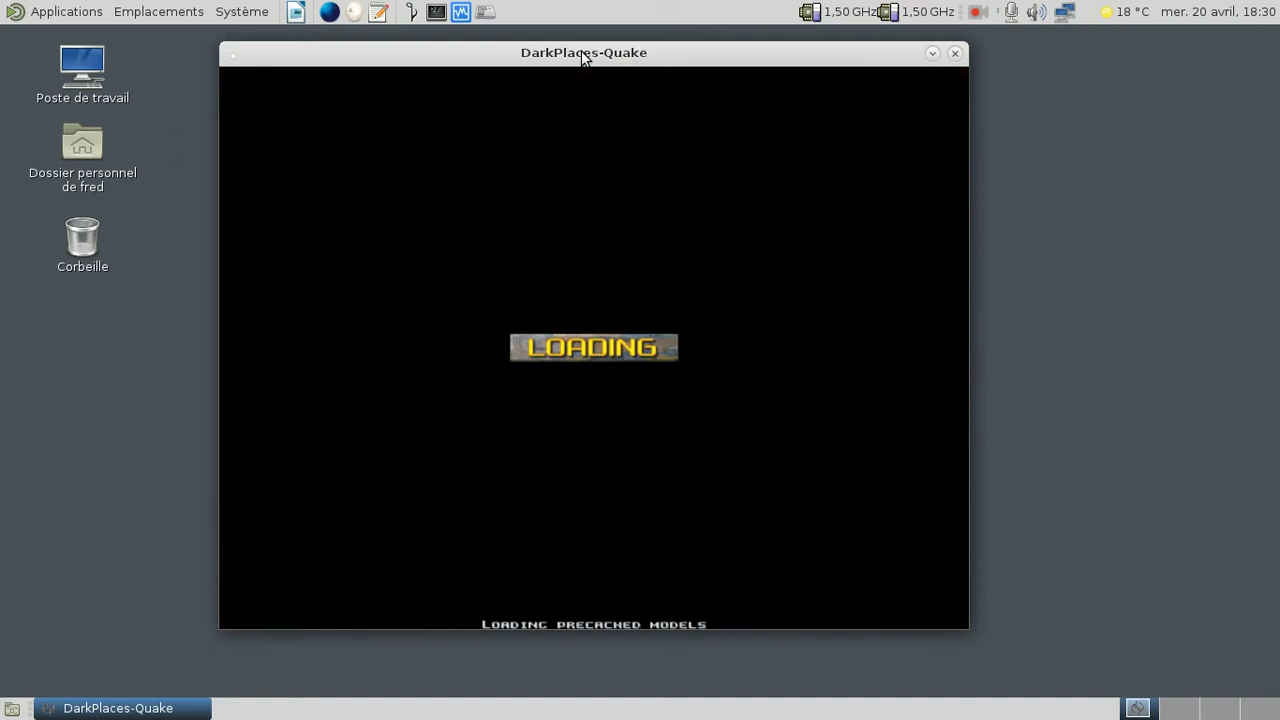 Applications Emplacements Système 1,50 GHz 1,50 GHz 18 °C mer. 20 avril, 18:30
DarkPlaces-Quake
Poste de travail
Dossier personnel
de fred
Corbeille
LOADING
LOADING PRECACHED MODELS
DarkPlaces-Quake